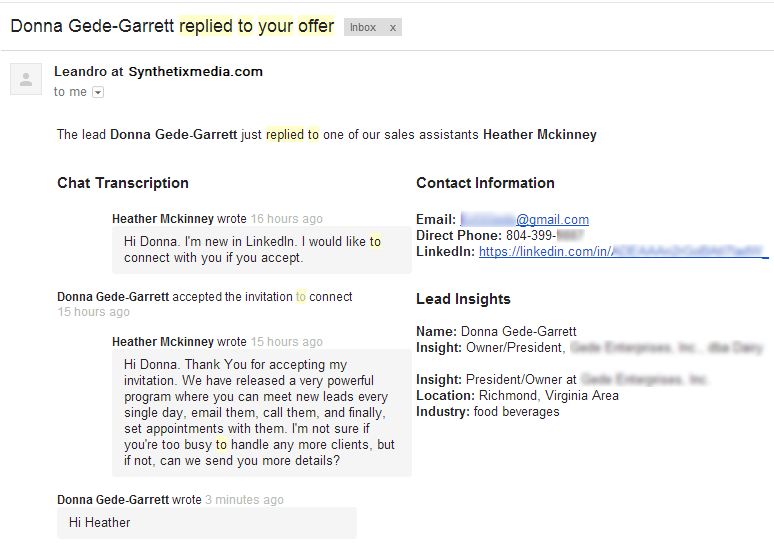 Donna Gede-Garrett replied to your offer Inbox x
Leandro at Synthetixmedia.com
to me
The lead Donna Gede-Garrett just replied to one of our sales assistants Heather Mckinney
Chat Transcription
Heather Mckinney wrote 16 hours ago
Hi Donna. I'm new in LinkedIn. I would like to
connect with you if you accept.
Donna Gede-Garrett accepted the invitation to connect
15 hours ago
Heather Mckinney wrote 15 hours ago
Hi Donna. Thank You for accepting my
invitation. We have released a very powerful
program where you can meet new leads every
single day, email them, call them, and finally,
set appointments with them. I'm not sure if
you're too busy to handle any more clients, but
if not, can we send you more details?
Donna Gede-Garrett wrote 3 minutes ago
Hi Heather
Contact Information
Email: @gmail.com
Direct Phone: 804-399-
LinkedIn: https://linkedin.com/in/
Lead Insights
Name: Donna Gede-Garrett
Insight: Owner/President,
Insight: President/Owner at
Location: Richmond, Virginia Area
Industry: food beverages